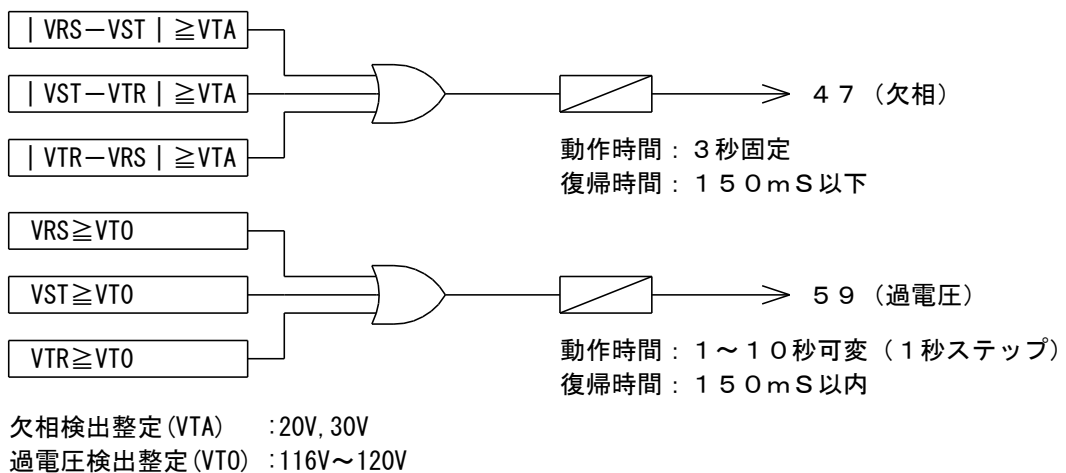 ｜VRS－VST｜≧VTA
｜VST－VTR｜≧VTA
４７（欠相）
｜VTR－VRS｜≧VTA
動作時間：３秒固定
復帰時間：１５０ｍＳ以下
VRS≧VTO
VST≧VTO
５９（過電圧）
VTR≧VTO
動作時間：１～１０秒可変（１秒ステップ）
復帰時間：１５０ｍＳ以内
欠相検出整定(VTA)　:20V,30V
過電圧検出整定(VTO) :116V～120V